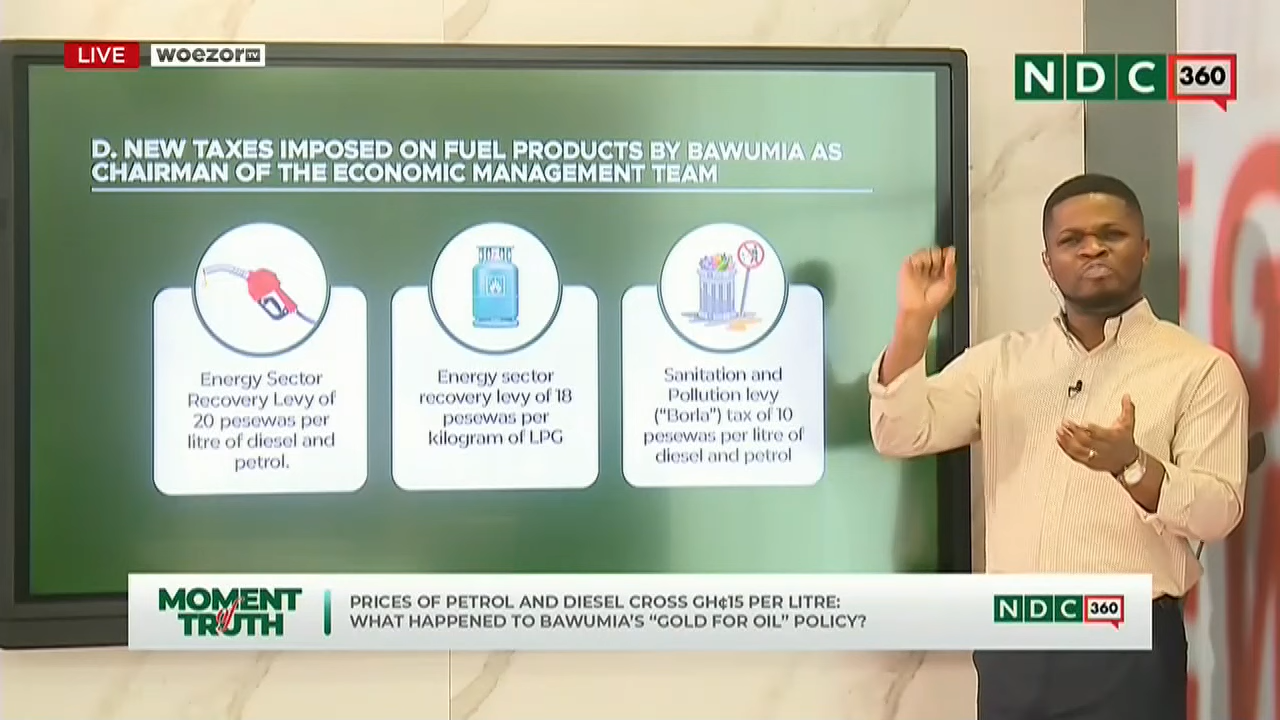 LIVE
woezor TV
NDC 360
D. NEW TAXES IMPOSED ON FUEL PRODUCTS BY BAWUMIA AS
CHAIRMAN OF THE ECONOMIC MANAGEMENT TEAM
Energy Sector
Recovery Levy of
20 pesewas per
litre of diesel and
petrol.
Energy sector
recovery levy of 18
pesewas per
kilogram of LPG
Sanitation and
Pollution levy
("Borla") tax of 10
pesewas per litre of
diesel and petrol
MOMENT
of
TRUTH
PRICES OF PETROL AND DIESEL CROSS GH¢15 PER LITRE:
WHAT HAPPENED TO BAWUMIA'S "GOLD FOR OIL" POLICY?
NDC 360